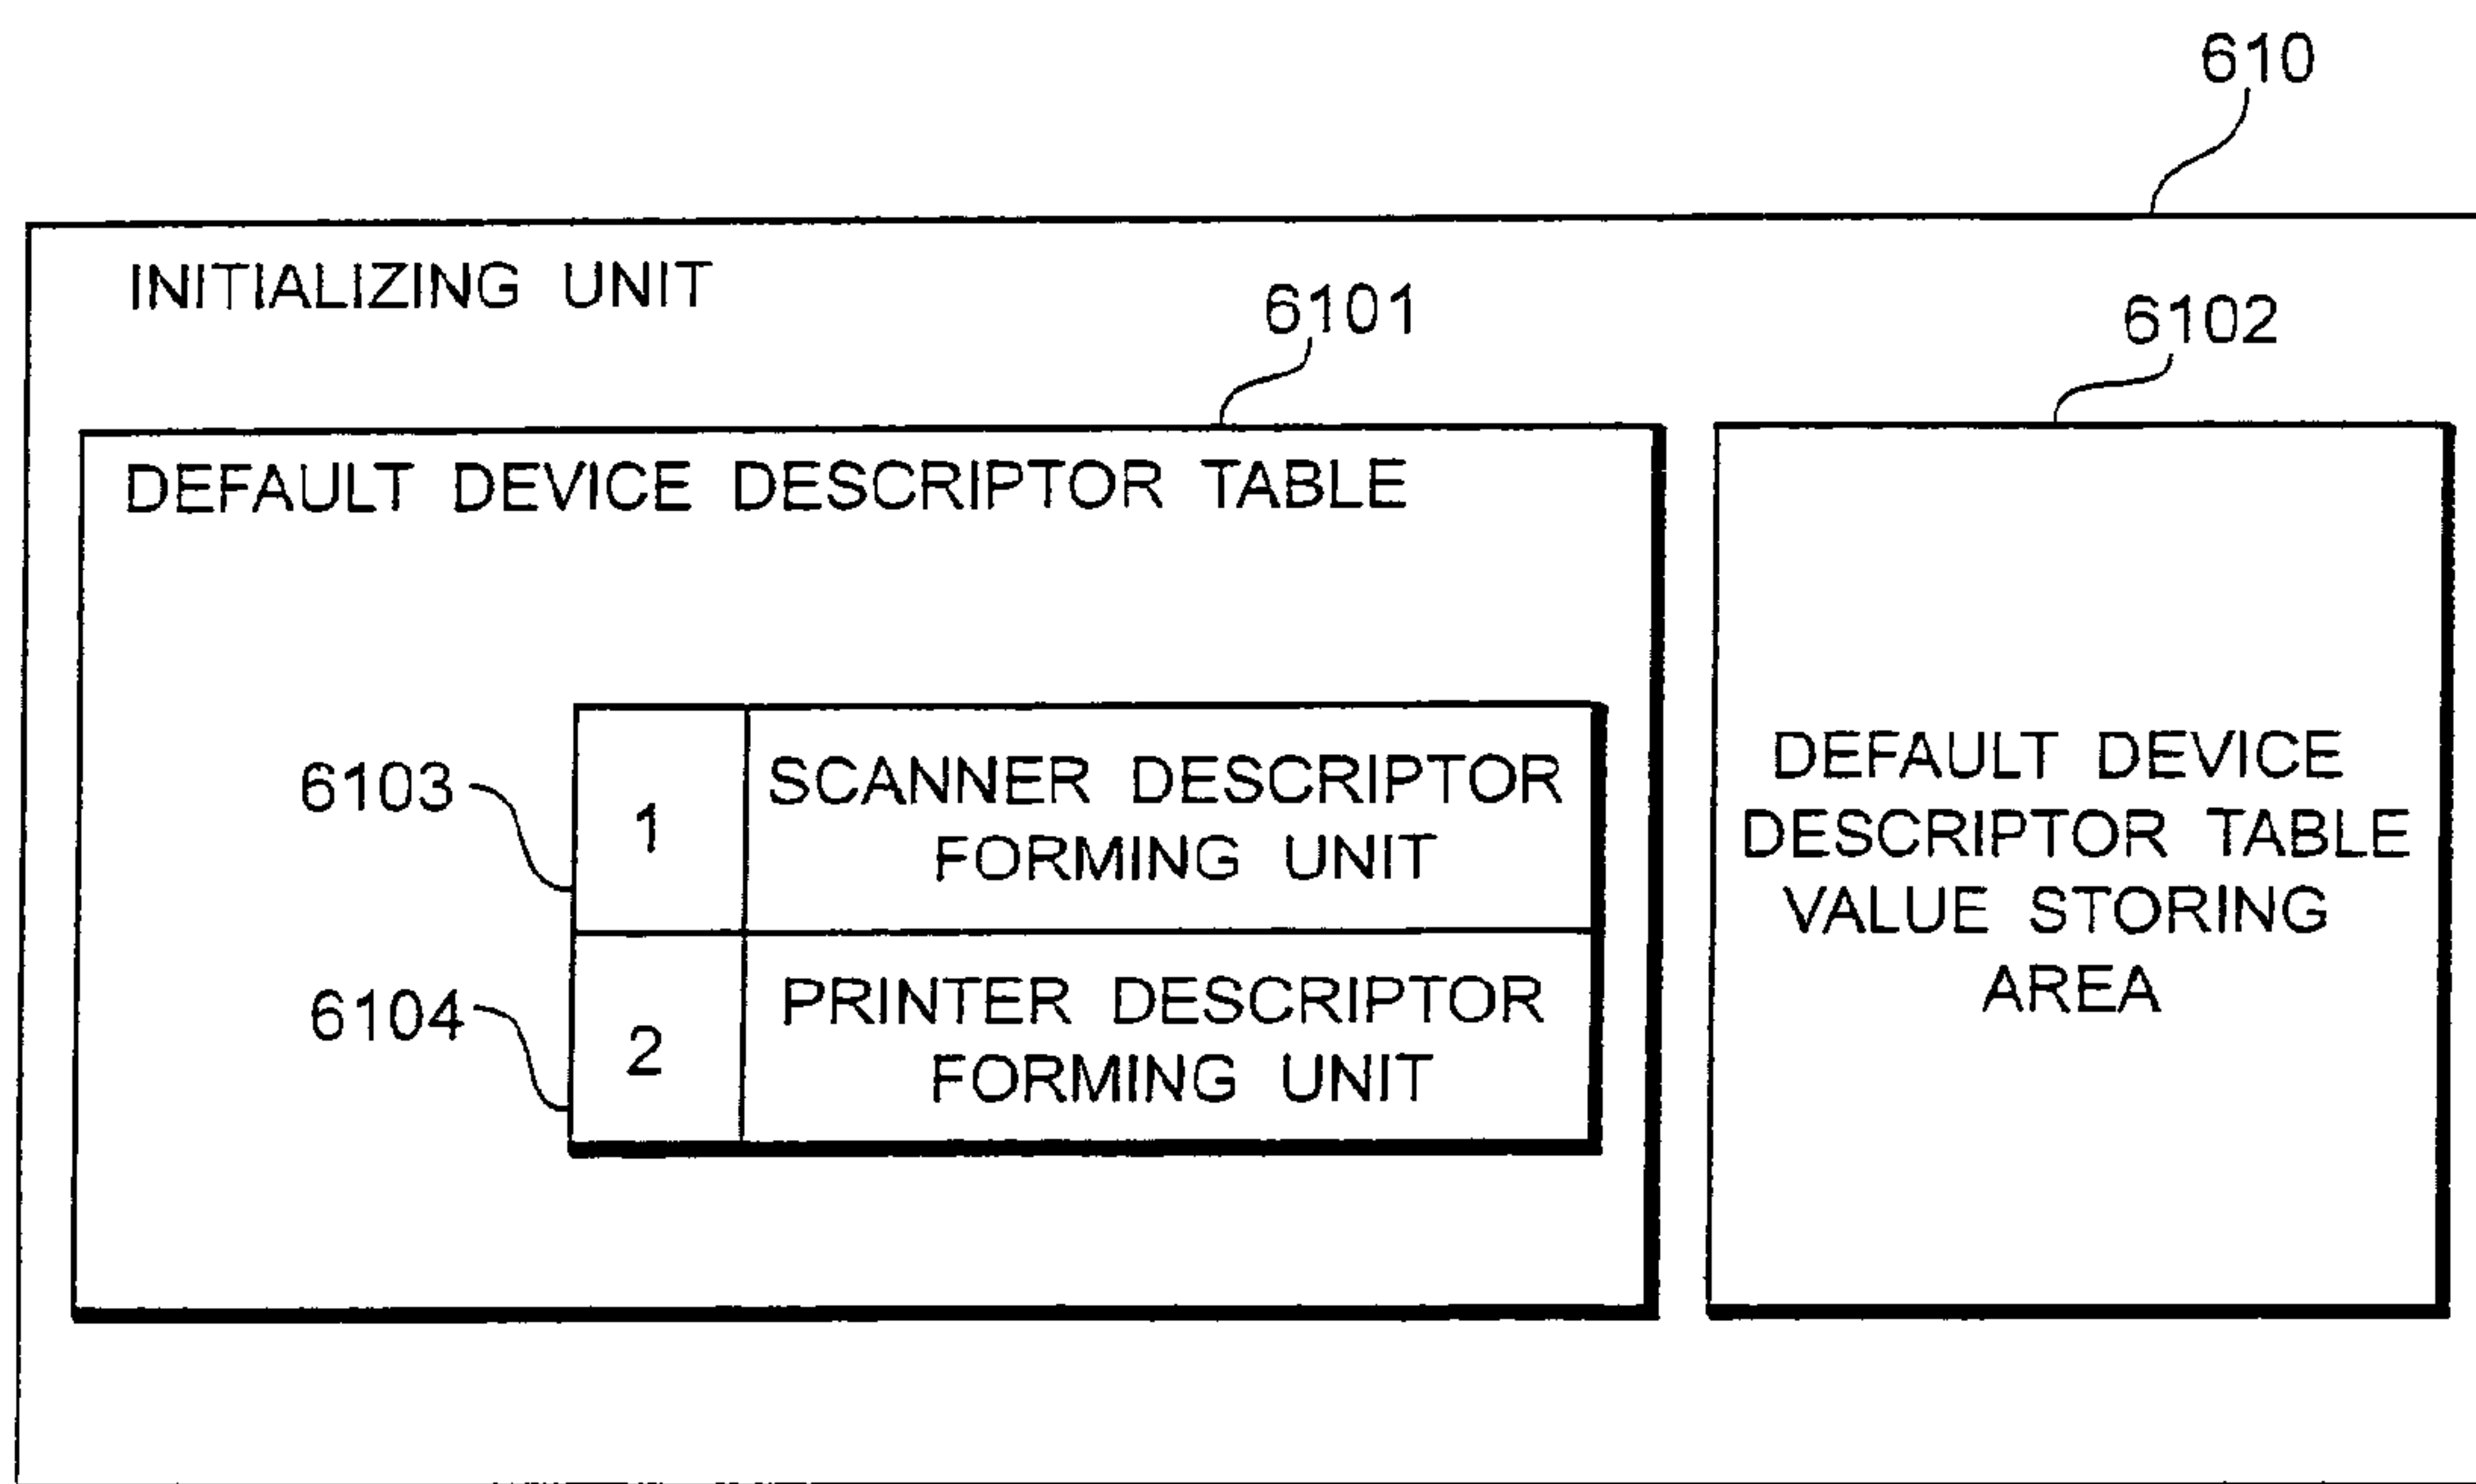 610
INITIALIZING UNIT
6101
6102
DEFAULT DEVICE DESCRIPTOR TABLE
6103
1
SCANNER DESCRIPTOR
FORMING UNIT
6104
2
PRINTER DESCRIPTOR
FORMING UNIT
DEFAULT DEVICE
DESCRIPTOR TABLE
VALUE STORING
AREA